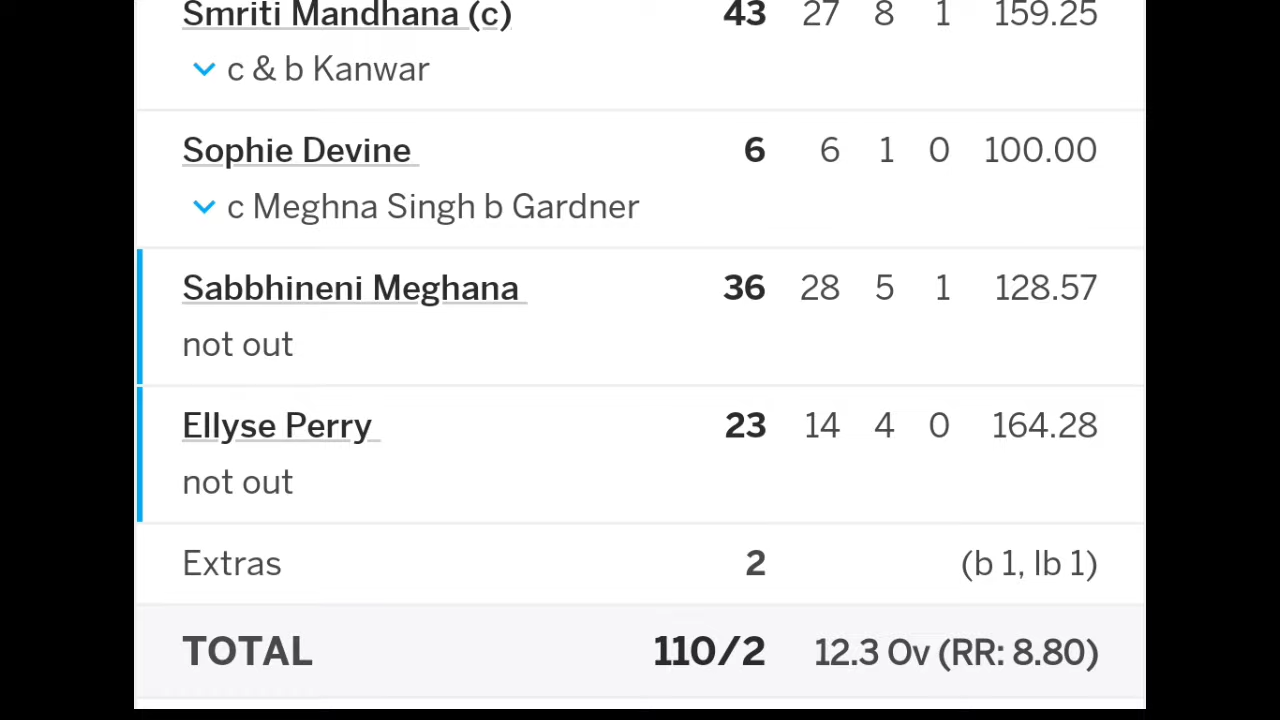 Smriti Mandhana (c) 43 27 8 1 159.25
c & b Kanwar
Sophie Devine 6 6 1 0 100.00
c Meghna Singh b Gardner
Sabbhineni Meghana 36 28 5 1 128.57
not out
Ellyse Perry 23 14 4 0 164.28
not out
Extras 2 (b 1, lb 1)
TOTAL 110/2 12.3 Ov (RR: 8.80)